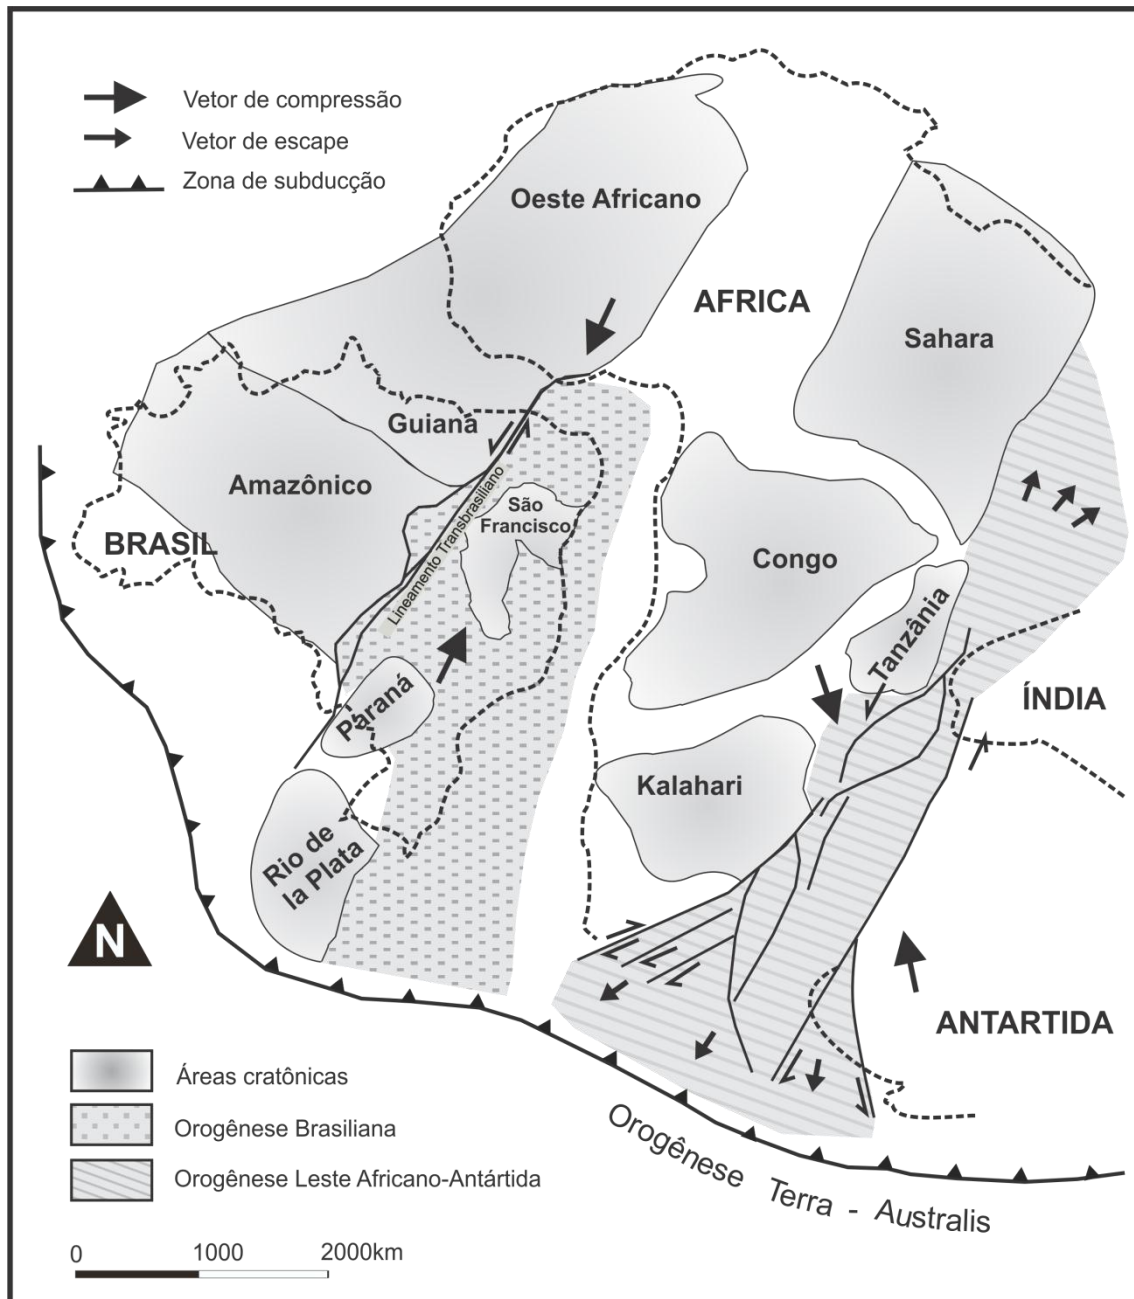 Vetor de compressão
Vetor de escape
Zona de subducção
Oeste Africano
AFRICA
Sahara
Guiana
Amazônico
BRASIL
Lineamento Transbrasiliano
São
Francisco
Congo
Tanzânia
ÍNDIA
Paraná
Kalahari
Rio de
la Plata
N
ANTARTIDA
Áreas cratônicas
Orogênese Brasiliana
Orogênese Leste Africano-Antártida
Orogênese Terra - Australis
0 1000 2000km